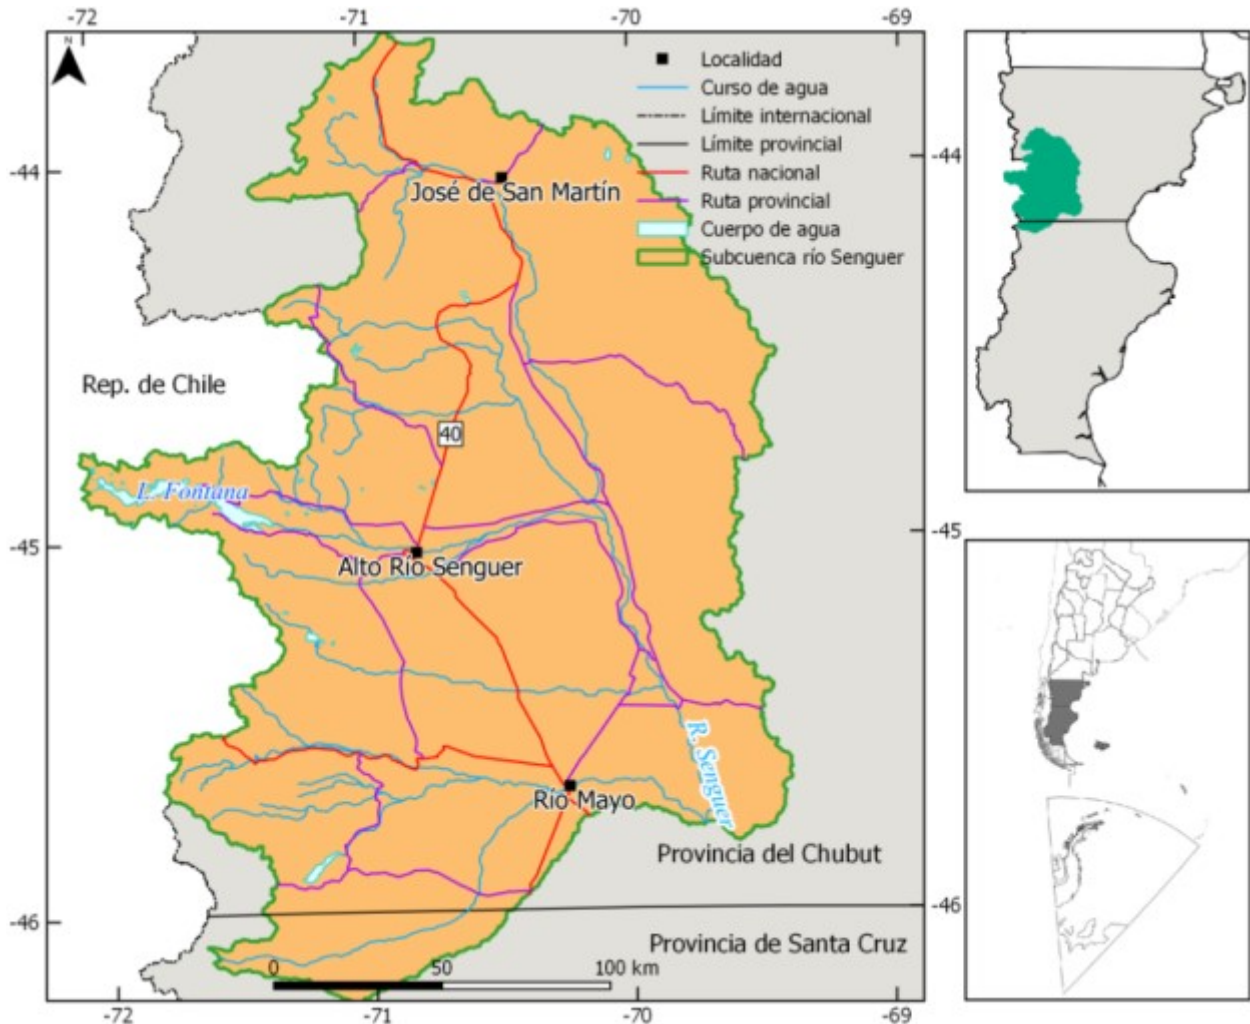 -72 -71 -70 -69
N
Localidad
Curso de agua
Límite internacional
Límite provincial
Ruta nacional
Ruta provincial
Cuerpo de agua
Subcuenca río Senguer
-44 -44
José de San Martín
Rep. de Chile
40
L. Fontana
-45 -45
Alto Río Senguer
R. Senguer
Río Mayo
Provincia del Chubut
-46 -46
Provincia de Santa Cruz
0 50 100 km
-72 -71 -70 -69